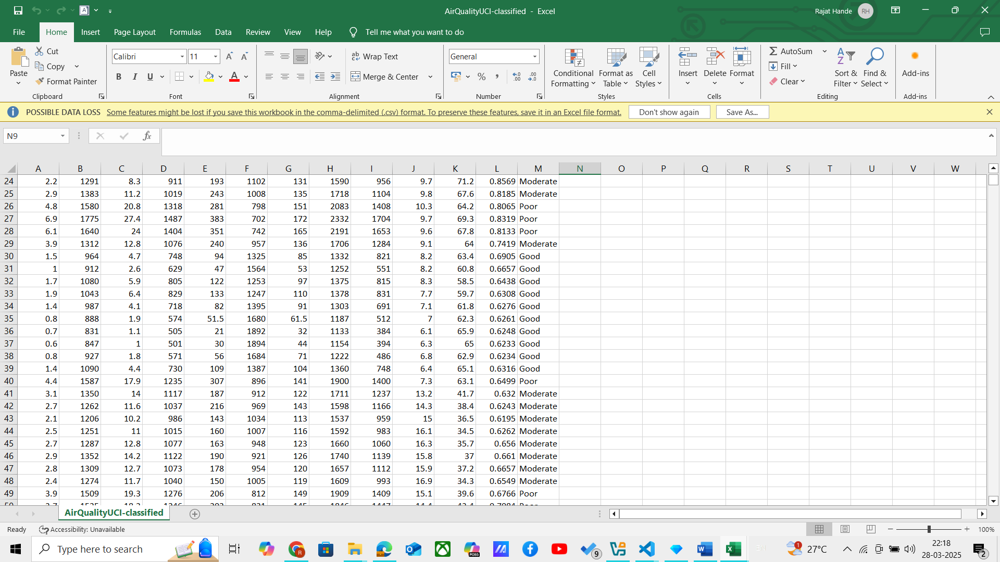 AirQualityUCI-classified - Excel
Rajat Hande RH
File Home Insert Page Layout Formulas Data Review View Help Tell me what you want to do
Paste Cut Copy Format Painter Clipboard
Calibri 11 B I U A Font
Wrap Text Merge & Center Alignment
General % Number
Conditional Formatting Format as Table Cell Styles Styles
Insert Delete Format Cells
AutoSum Fill Clear Sort & Filter Find & Select Editing
Add-ins Add-ins
POSSIBLE DATA LOSS Some features might be lost if you save this workbook in the comma-delimited (.csv) format. To preserve these features, save it in an Excel file format. Don't show again Save As...
N9 fx
A B C D E F G H I J K L M N O P Q R S T U V W
24 2.2 1291 8.3 911 193 1102 131 1590 956 9.7 71.2 0.8569 Moderate
25 2.9 1383 11.2 1019 243 1008 135 1718 1104 9.8 67.6 0.8185 Moderate
26 4.8 1580 20.8 1318 281 798 151 2083 1408 10.3 64.2 0.8065 Poor
27 6.9 1775 27.4 1487 383 702 172 2332 1704 9.7 69.3 0.8319 Poor
28 6.1 1640 24 1404 351 742 165 2191 1653 9.6 67.8 0.8133 Poor
29 3.9 1312 12.8 1076 240 957 136 1706 1284 9.1 64 0.7419 Moderate
30 1.5 964 4.7 748 94 1325 85 1332 821 8.2 63.4 0.6905 Good
31 1 912 2.6 629 47 1564 53 1252 551 8.2 60.8 0.6657 Good
32 1.7 1080 5.9 805 122 1253 97 1375 815 8.3 58.5 0.6438 Good
33 1.9 1043 6.4 829 133 1247 110 1378 831 7.7 59.7 0.6308 Good
34 1.4 987 4.1 718 82 1395 91 1303 691 7.1 61.8 0.6276 Good
35 0.8 888 1.9 574 51.5 1680 61.5 1187 512 7 62.3 0.6261 Good
36 0.7 831 1.1 505 21 1892 32 1133 384 6.1 65.9 0.6248 Good
37 0.6 847 1 501 30 1894 44 1154 394 6.3 65 0.6233 Good
38 0.8 927 1.8 571 56 1684 71 1222 486 6.8 62.9 0.6234 Good
39 1.4 1090 4.4 730 109 1387 104 1360 748 6.4 65.1 0.6316 Good
40 4.4 1587 17.9 1235 307 896 141 1900 1400 7.3 63.1 0.6499 Poor
41 3.1 1350 14 1117 187 912 122 1711 1237 13.2 41.7 0.632 Moderate
42 2.7 1262 11.6 1037 216 969 143 1598 1166 14.3 38.4 0.6243 Moderate
43 2.1 1206 10.2 986 143 1034 113 1537 959 15 36.5 0.6195 Moderate
44 2.5 1251 11 1015 160 1007 116 1592 983 16.1 34.5 0.6262 Moderate
45 2.7 1287 12.8 1077 163 948 123 1660 1060 16.3 35.7 0.656 Moderate
46 2.9 1352 14.2 1122 190 921 126 1740 1139 15.8 37 0.661 Moderate
47 2.8 1309 12.7 1073 178 954 120 1657 1112 15.9 37.2 0.6657 Moderate
48 2.4 1274 11.7 1040 150 1005 119 1609 993 16.9 34.3 0.6549 Moderate
49 3.9 1509 19.3 1276 206 812 149 1909 1409 15.1 39.6 0.6766 Poor
AirQualityUCI-classified
Ready Accessibility: Unavailable 100%
Type here to search
27°C
22:18
28-03-2025